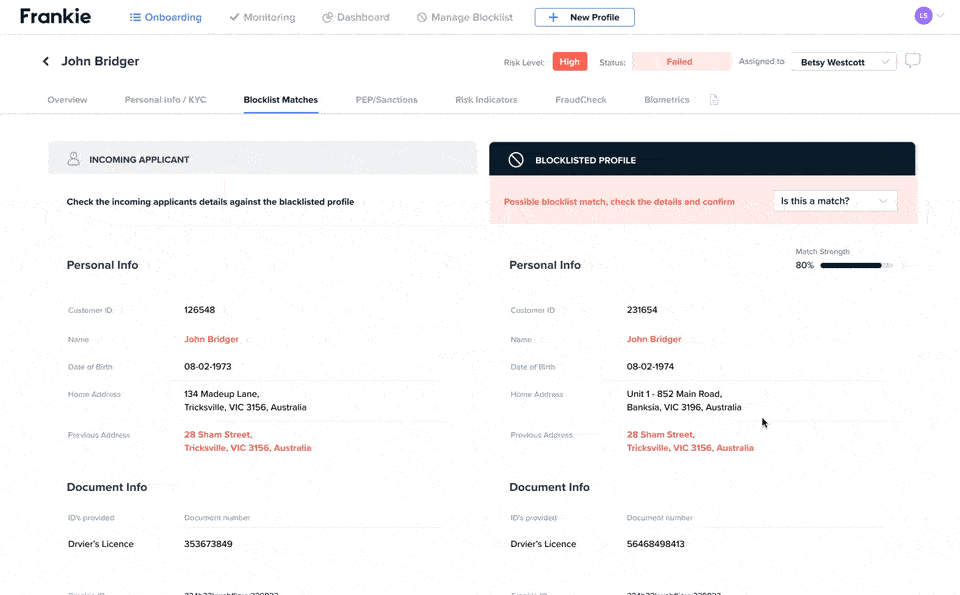 Frankie
Onboarding Monitoring Dashboard Manage Blocklist + New Profile LS
John Bridger Risk Level: High Status: Failed Assigned to Betsy Westcott
Overview Personal Info / KYC Blocklist Matches PEP/Sanctions Risk Indicators FraudCheck Biometrics
INCOMING APPLICANT BLOCKLISTED PROFILE
Check the incoming applicants details against the blacklisted profile Possible blocklist match, check the details and confirm Is this a match?
Match Strength
Personal Info Personal Info 80%
Customer ID 126548 Customer ID 231654
Name John Bridger Name John Bridger
Date of Birth 08-02-1973 Date of Birth 08-02-1974
Home Address 134 Madeup Lane, Home Address Unit 1 - 852 Main Road,
Tricksville, VIC 3156, Australia Banksia, VIC 3196, Australia
Previous Address 28 Sham Street, Previous Address 28 Sham Street,
Tricksville, VIC 3156, Australia Tricksville, VIC 3156, Australia
Document Info Document Info
ID's provided Document number ID's provided Document number
Drvier's Licence 353673849 Drvier's Licence 56468498413